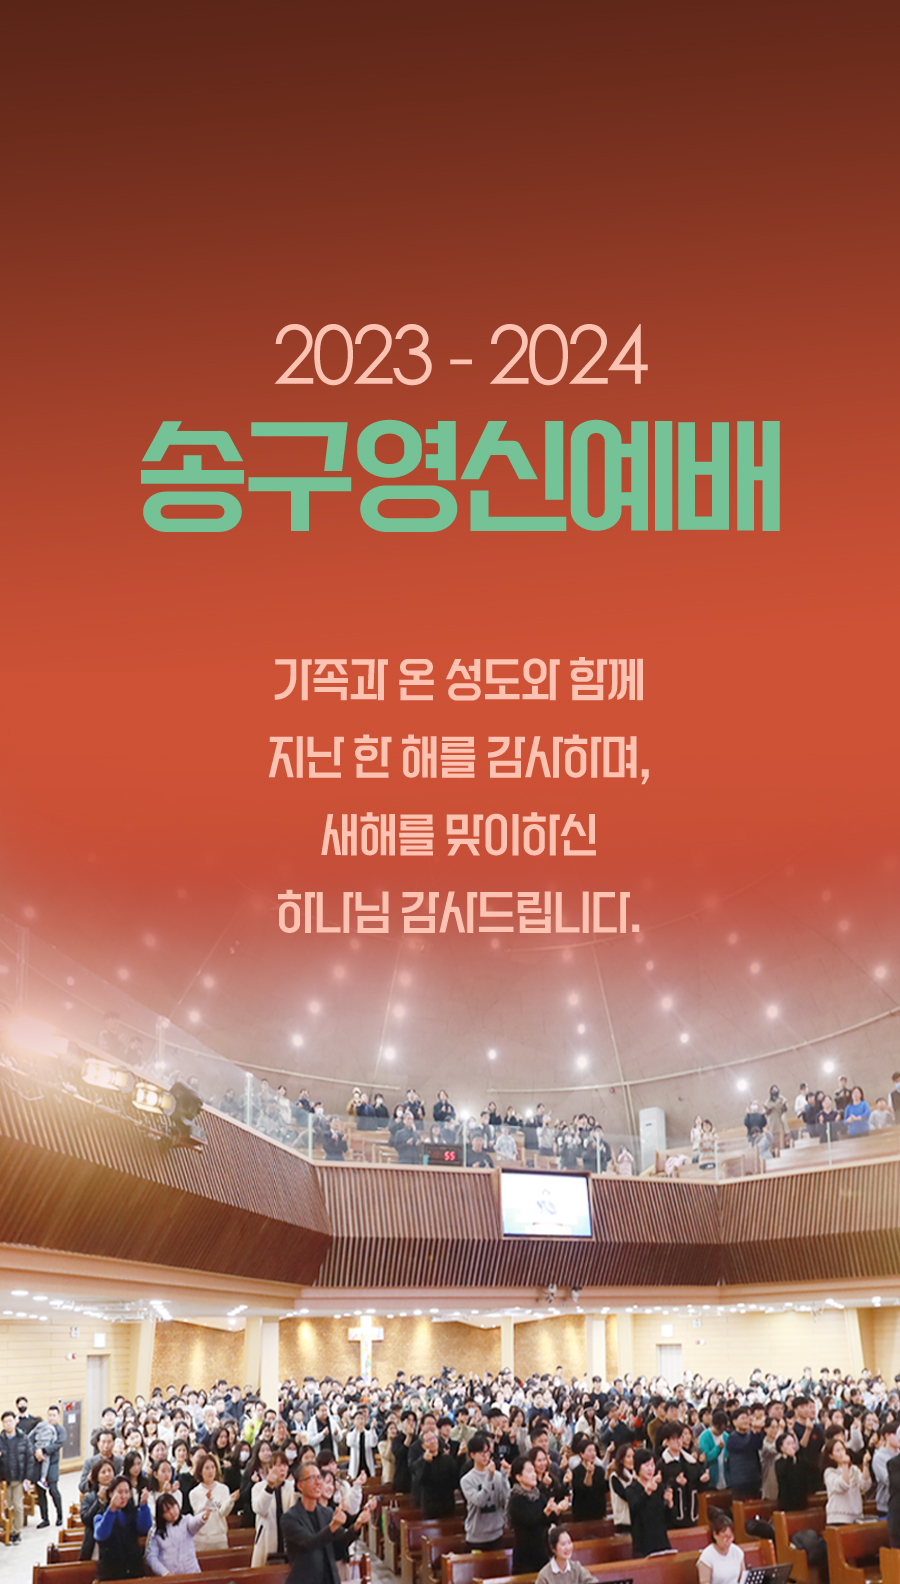 2023 - 2024
송구영신예배
가족과 온 성도와 함께
지난 한 해를 감사하며,
새해를 맞이하신
하나님 감사드립니다.
55